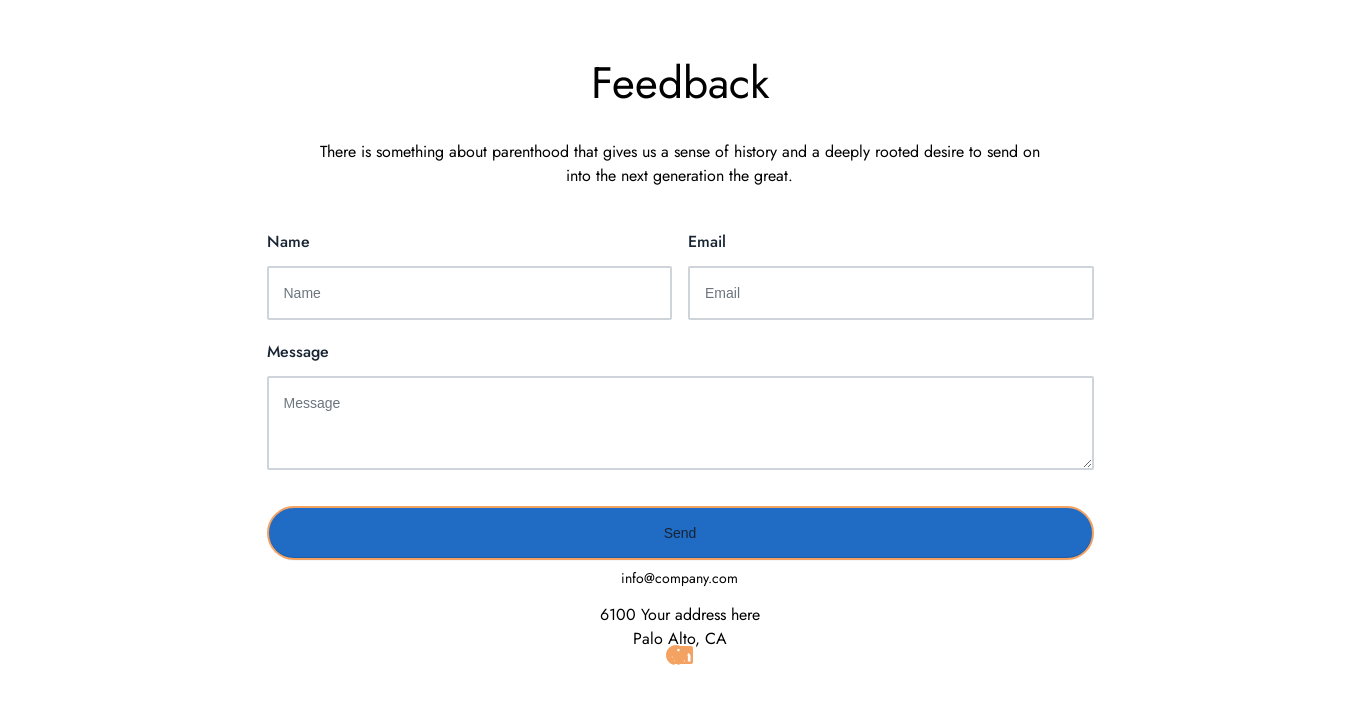 Feedback
There is something about parenthood that gives us a sense of history and a deeply rooted desire to send on
into the next generation the great.
Name
Email
Name
Email
Message
Message
Send
info@company.com
6100 Your address here
Palo Alto, CA